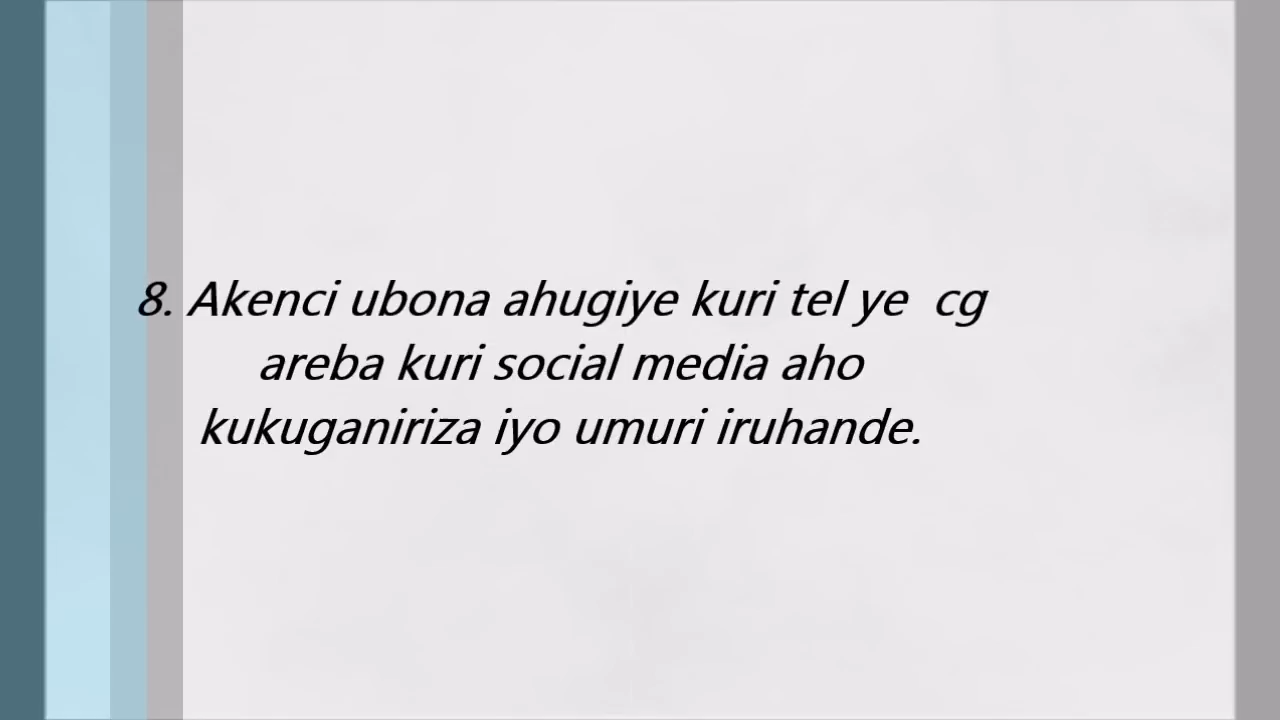 8. Akenci ubona ahugiye kuri tel ye  cg
areba kuri social media aho
kukuganiriza iyo umuri iruhande.